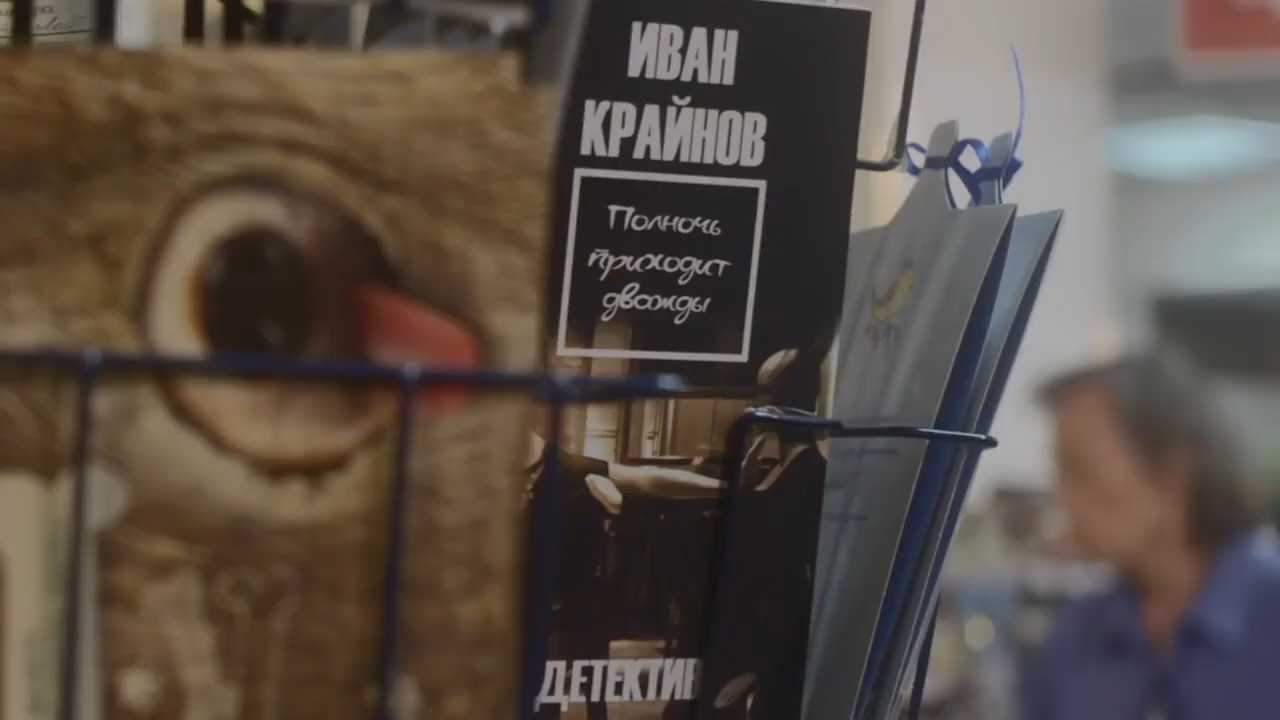 ИВАН
КРАЙНОВ
Полночь
приходит
дважды
ДЕТЕКТИВ